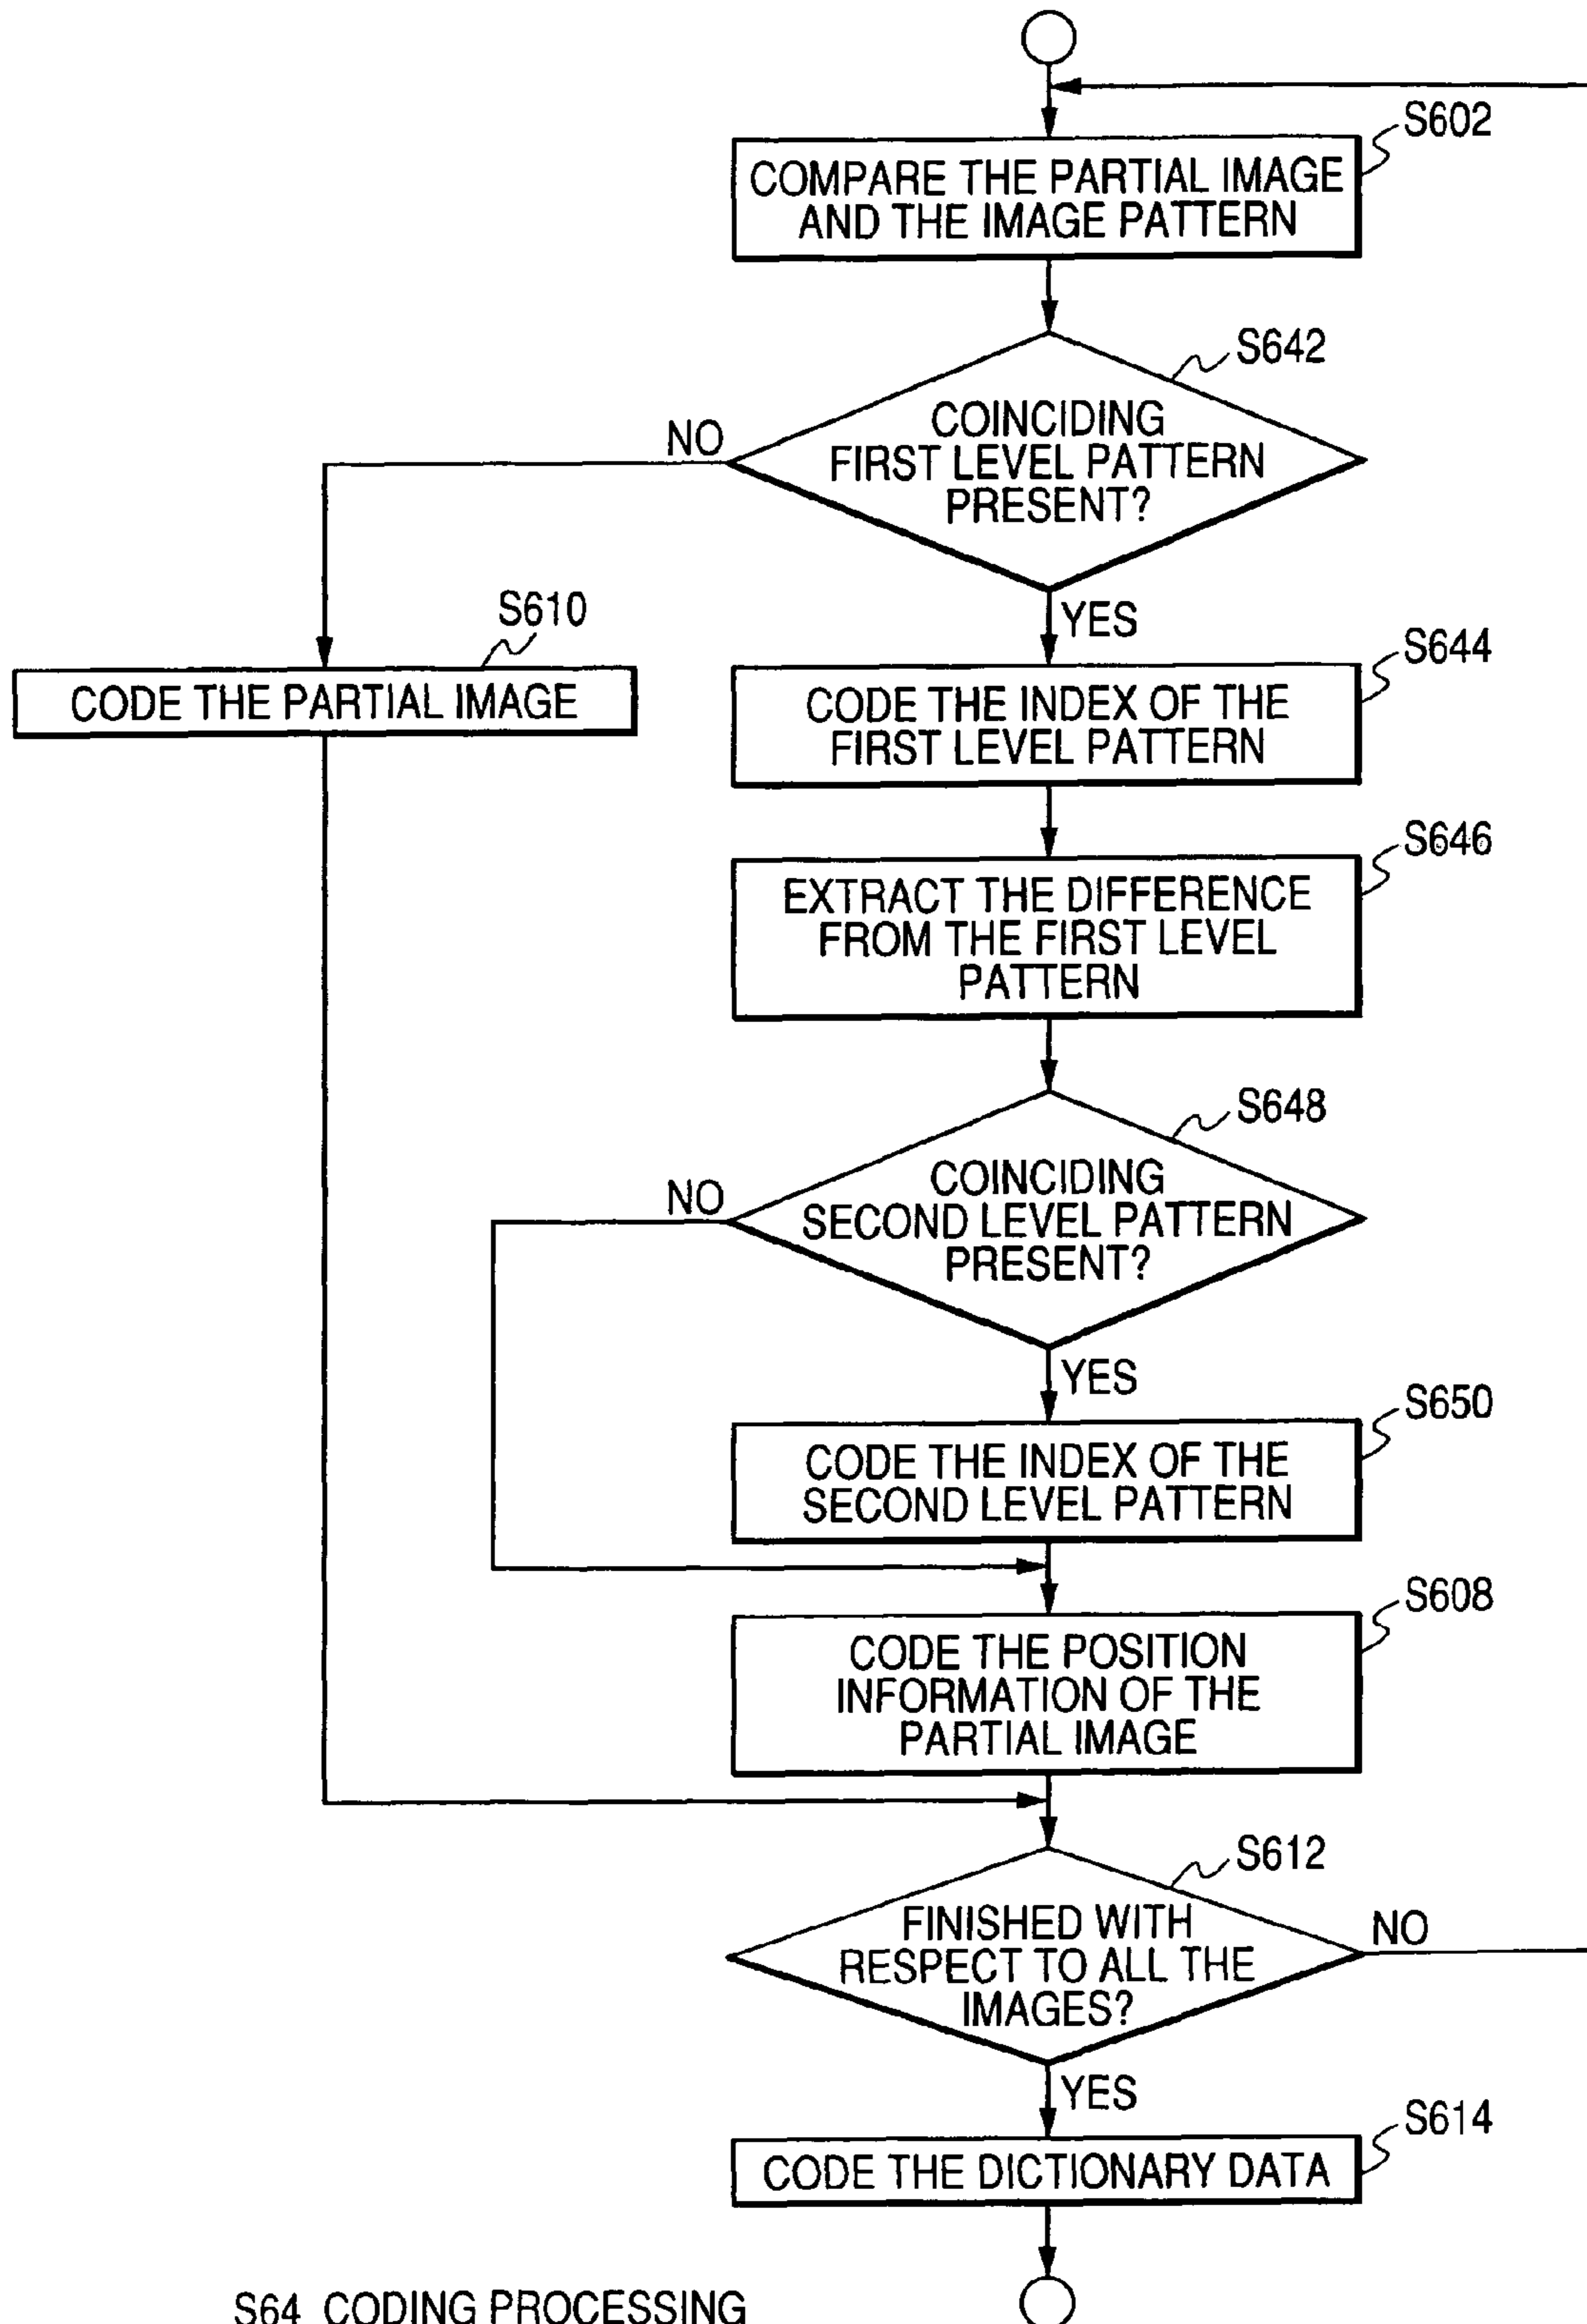 S602
COMPARE THE PARTIAL IMAGE
AND THE IMAGE PATTERN
S642
COINCIDING
FIRST LEVEL PATTERN
PRESENT?
NO
YES
S610
CODE THE PARTIAL IMAGE
S644
CODE THE INDEX OF THE
FIRST LEVEL PATTERN
S646
EXTRACT THE DIFFERENCE
FROM THE FIRST LEVEL
PATTERN
S648
COINCIDING
SECOND LEVEL PATTERN
PRESENT?
NO
YES
S650
CODE THE INDEX OF THE
SECOND LEVEL PATTERN
S608
CODE THE POSITION
INFORMATION OF THE
PARTIAL IMAGE
S612
FINISHED WITH
RESPECT TO ALL THE
IMAGES?
NO
YES
S614
CODE THE DICTIONARY DATA
S64 CODING PROCESSING